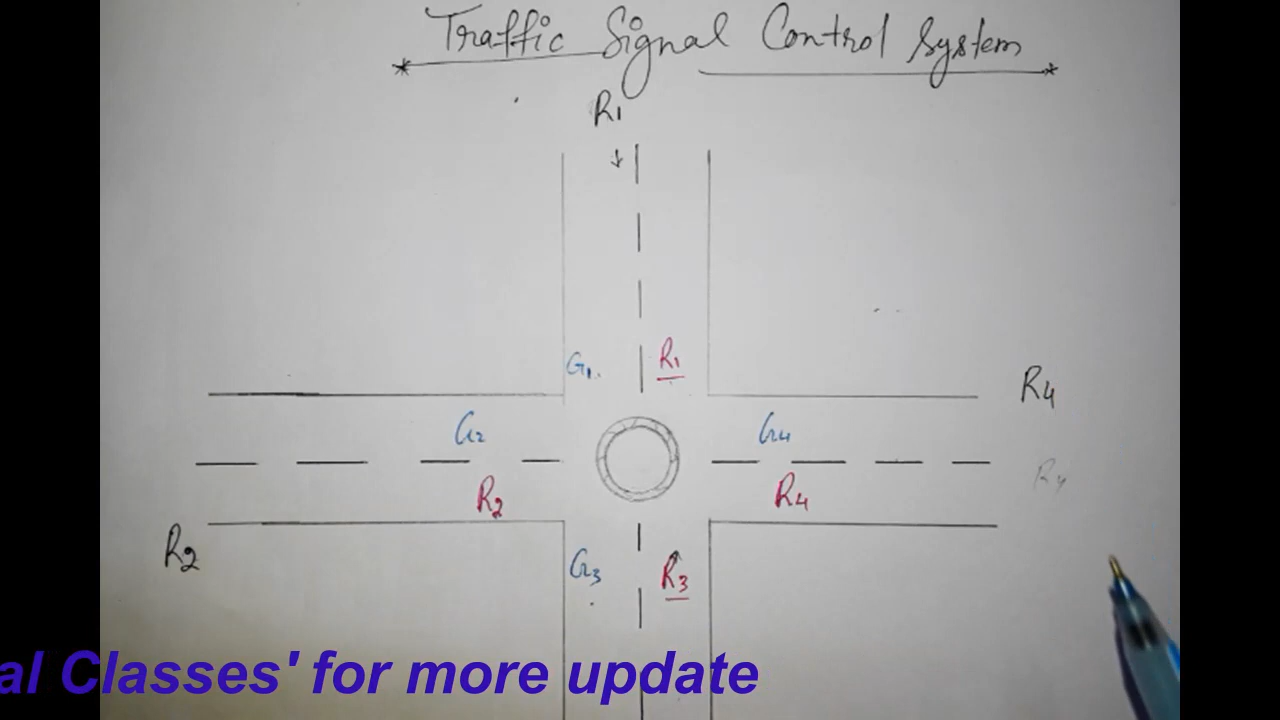 Traffic Signal Control System
R1
G1. R1
R4
G2 G4
R4
R2 R4
R2
G3 R3
al Classes' for more update